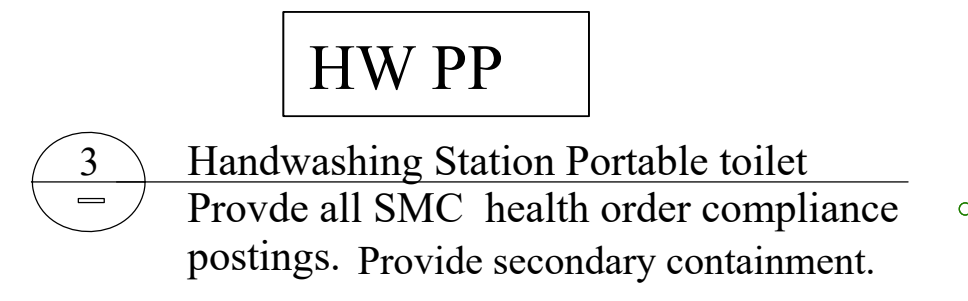 HW PP
3
Handwashing Station Portable toilet
Provde all SMC health order compliance
postings. Provide secondary containment.